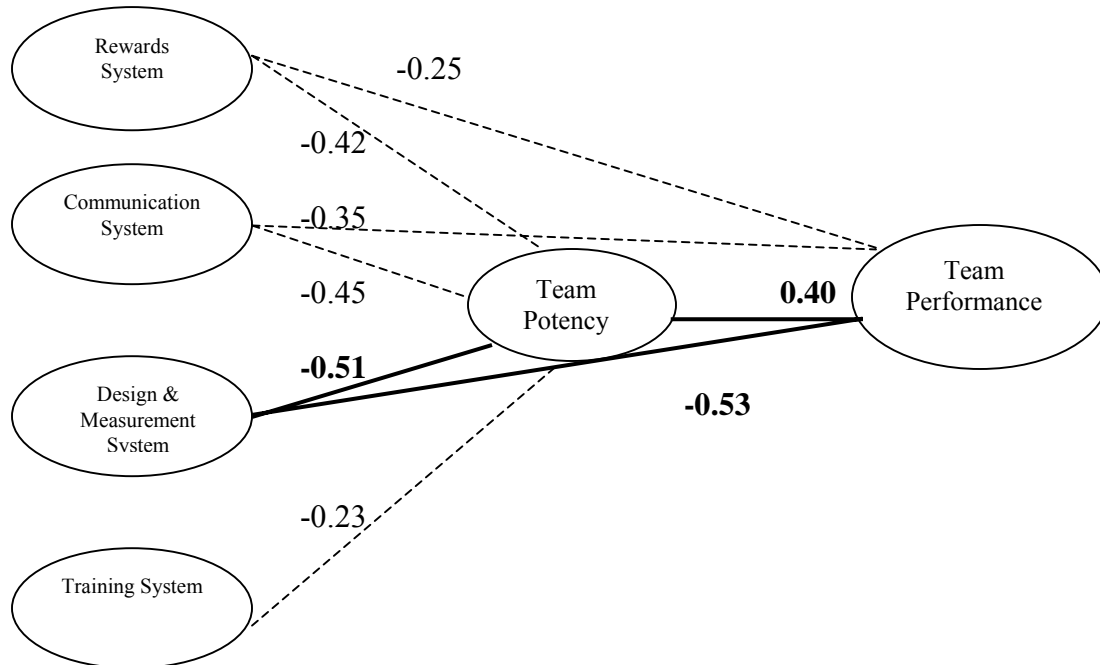 Rewards
System
-0.25
-0.42
Communication
System
-0.35
-0.45
Team
Potency
0.40
Team
Performance
-0.51
Design &
Measurement
System
-0.53
-0.23
Training System